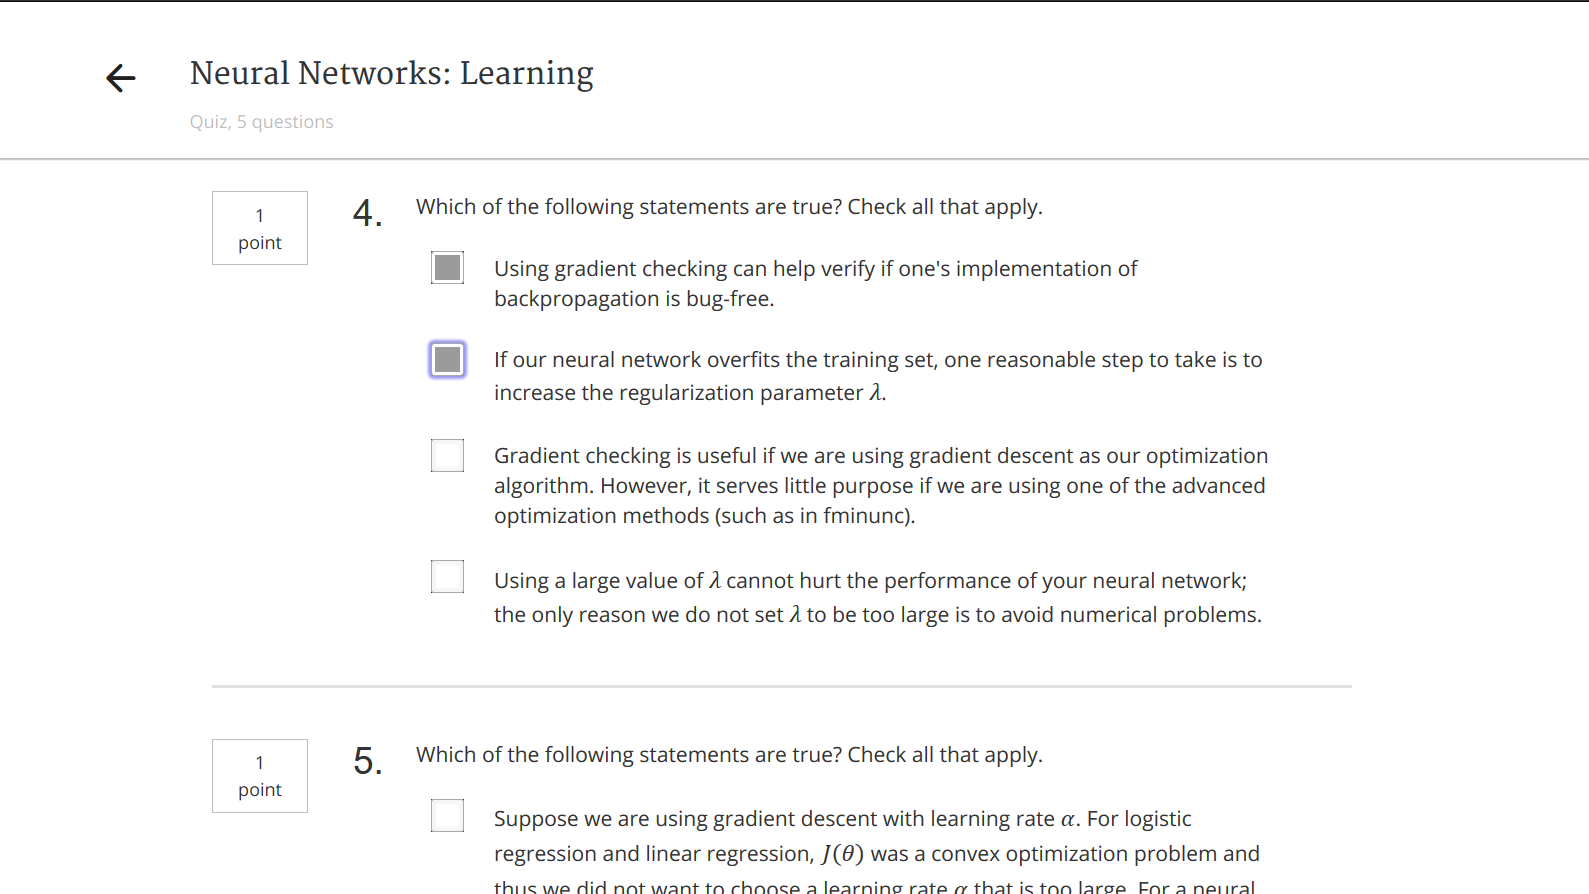 Neural Networks: Learning
Quiz, 5 questions
1
point
4.
Which of the following statements are true? Check all that apply.
Using gradient checking can help verify if one's implementation of
backpropagation is bug-free.
If our neural network overfits the training set, one reasonable step to take is to
increase the regularization parameter λ.
Gradient checking is useful if we are using gradient descent as our optimization
algorithm. However, it serves little purpose if we are using one of the advanced
optimization methods (such as in fminunc).
Using a large value of λ cannot hurt the performance of your neural network;
the only reason we do not set λ to be too large is to avoid numerical problems.
1
point
5.
Which of the following statements are true? Check all that apply.
Suppose we are using gradient descent with learning rate α. For logistic
regression and linear regression, J(θ) was a convex optimization problem and
thus we did not want to choose a learning rate α that is too large. For a neural